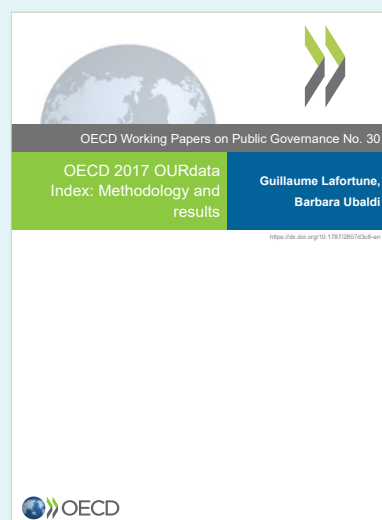 OECD Working Papers on Public Governance No. 30
OECD 2017 OURdata
Index: Methodology and
results
Guillaume Lafortune,
Barbara Ubaldi
https://dx.doi.org/10.1787/2807d3c8-en
OECD